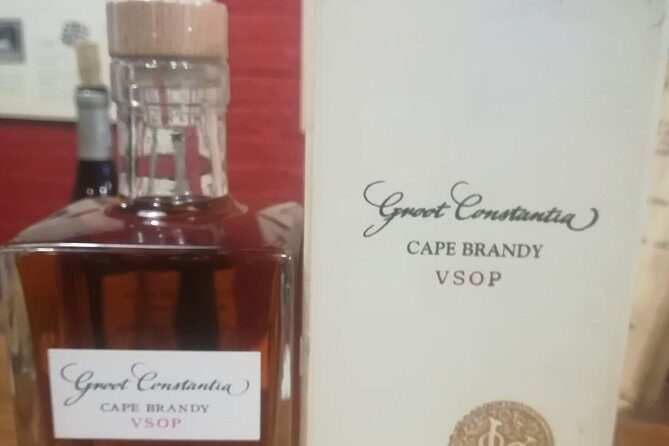 Groot Constantia
CAPE BRANDY
VSOP
Groot Constantia
CAPE BRANDY
VSOP